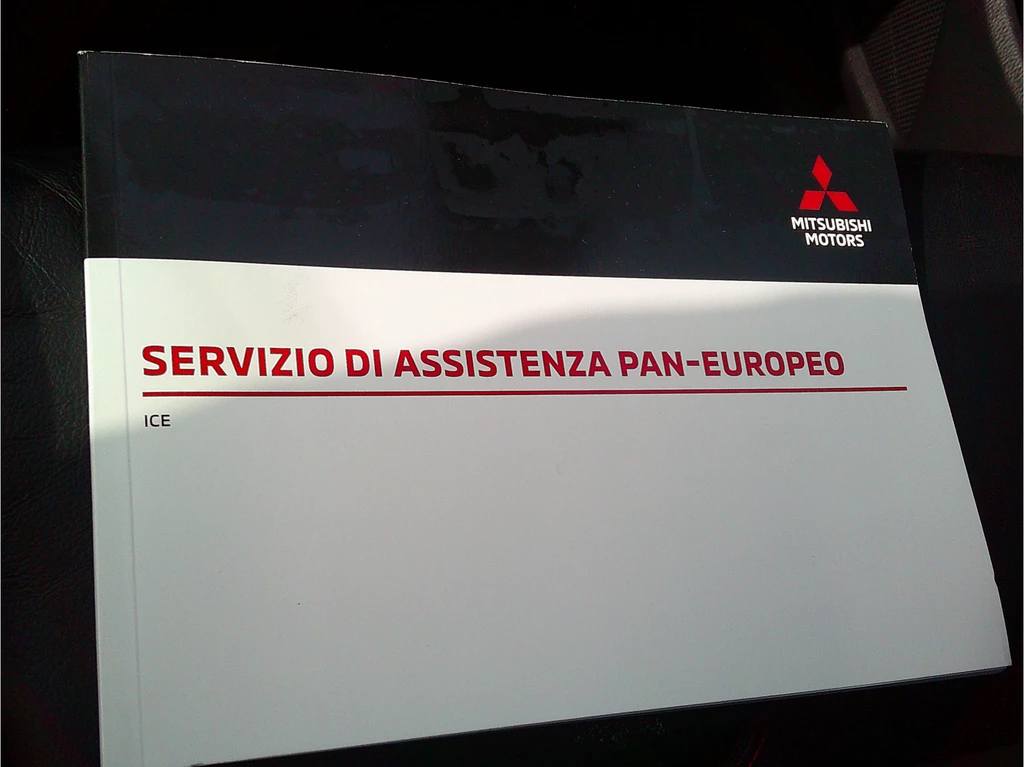 MITSUBISHI
MOTORS
SERVIZIO DI ASSISTENZA PAN-EUROPEO
ICE